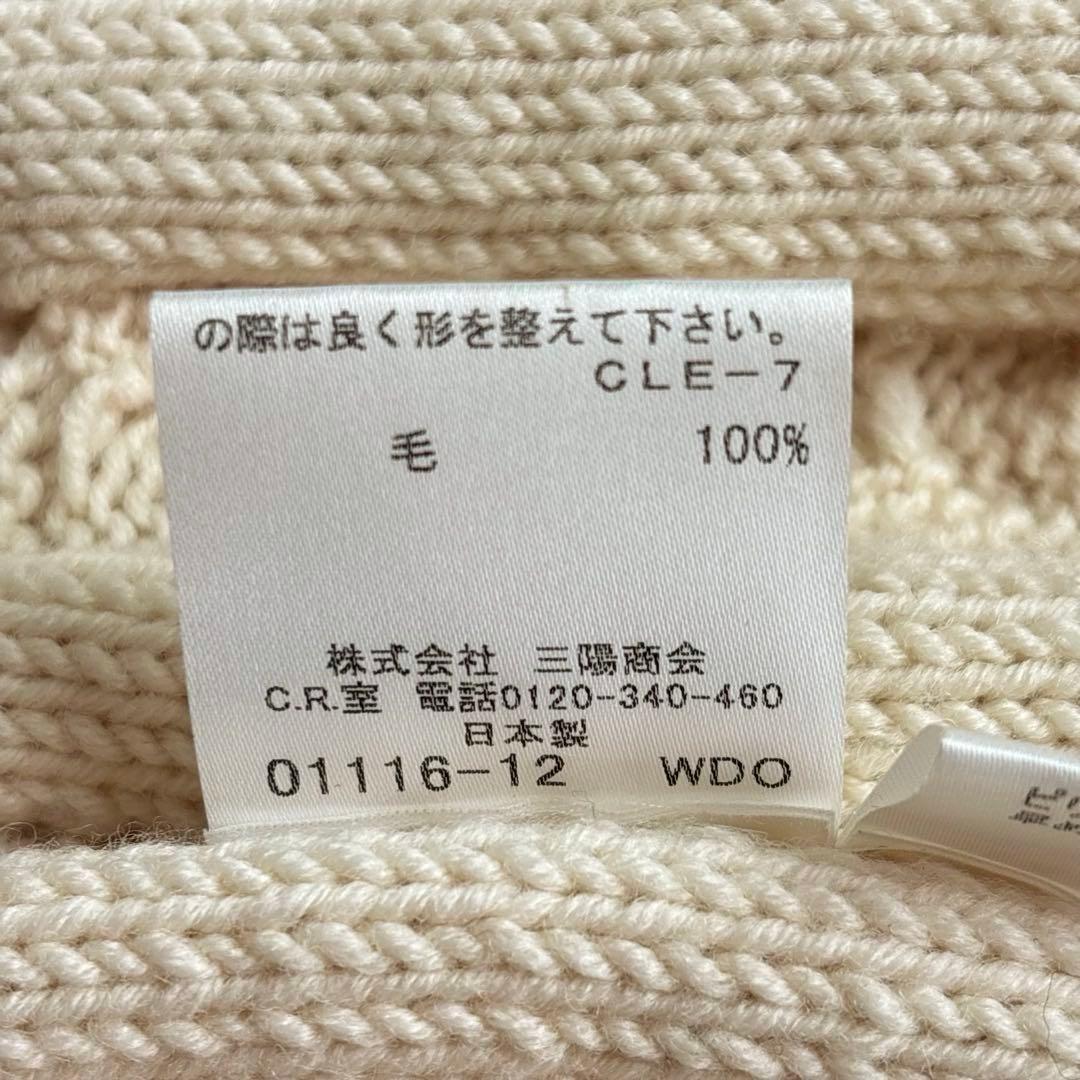 の際は良く形を整えて下さい。
CLE-7
毛 100%
株式会社 三陽商会
C.R.室 電話0120-340-460
日本製
01116-12 WDO